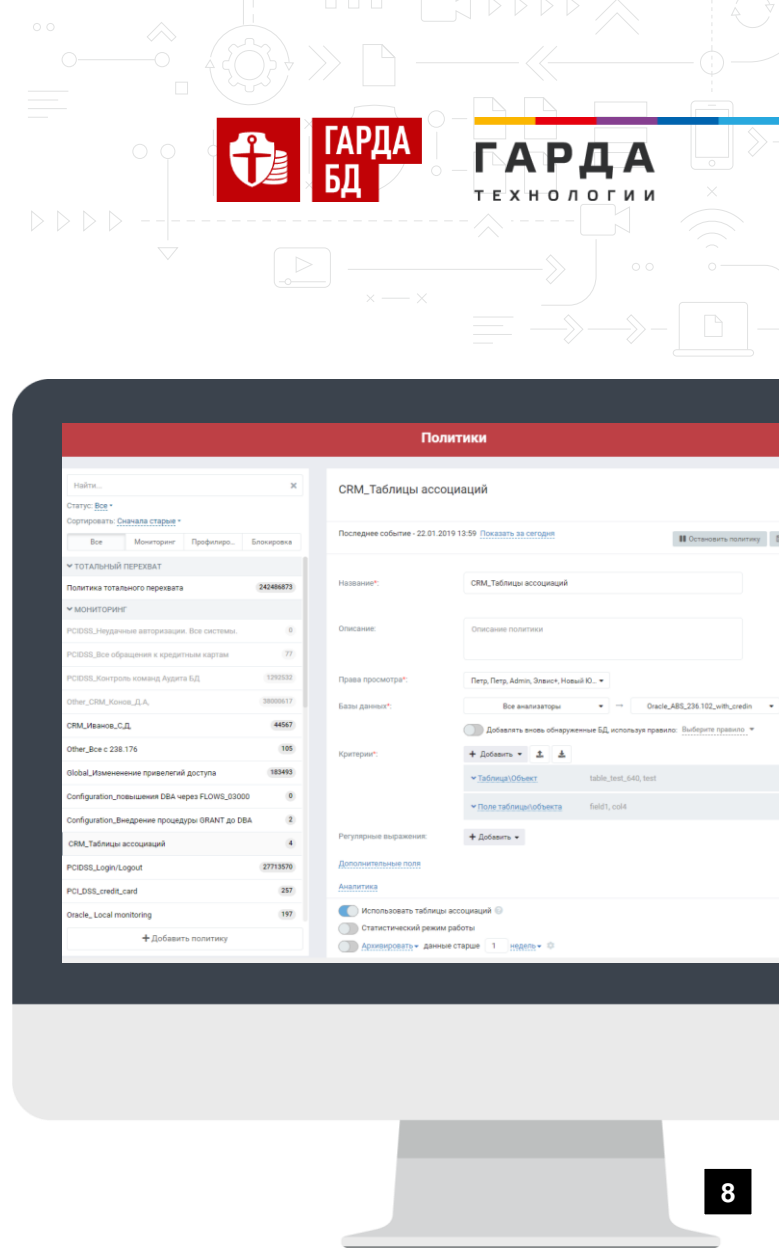 ГАРДА
БД
ГАРДА
ТЕХНОЛОГИИ
Политики
Найти...
Статус: Все
Сортировать: Сначала старые
Все Мониторинг Профилиро... Блокировка
ТОТАЛЬНЫЙ ПЕРЕХВАТ
Политика тотального перехвата 242486873
МОНИТОРИНГ
PCIDSS_Неудачные авторизации. Все системы. 0
PCIDSS_Все обращения к кредитным картам 77
PCIDSS_Контроль команд Аудита БД 1392532
Other_CRM_Конов_Д.А, 38000617
CRM_Иванов_С.Д. 44567
Other_Все с 238.176 105
Global_Измененение привелегий доступа 183493
Configuration_повышения DBA через FLOWS_03000 0
Configuration_Внедрение процедуры GRANT до DBA 2
CRM_Таблицы ассоциаций 4
PCIDSS_Login/Logout 27713570
PCI_DSS_credit_card 257
Oracle_ Local monitoring 197
+ Добавить политику
CRM_Таблицы ассоциаций
Последнее событие - 22.01.2019 13:59 Показать за сегодня
Остановить политику
Название*: CRM_Таблицы ассоциаций
Описание: Описание политики
Права просмотра*: Петр, Петр, Admin, Элвис+, Новый Ю..
Базы данных*: Все анализаторы → Oracle_ABS_236.102_with_credin
Добавлять вновь обнаруженные БД, используя правило: Выберите правило
Критерии*: + Добавить
Таблица\Объект table_test_640, test
Поле таблицы\объекта field1, col4
Регулярные выражения: + Добавить
Дополнительные поля
Аналитика
Использовать таблицы ассоциаций
Статистический режим работы
Архивировать данные старше 1 недель
8